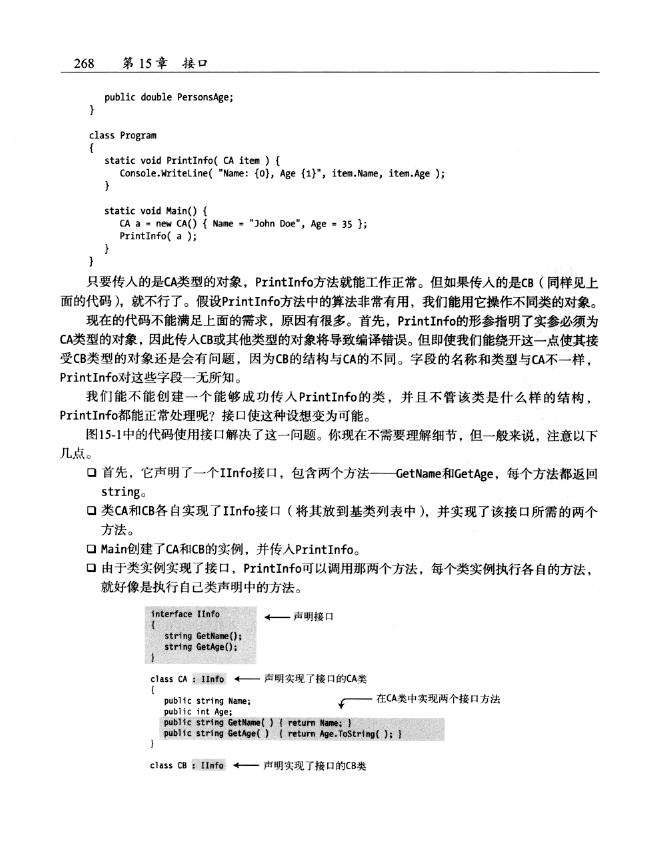 268 第15章 接口
public double PersonsAge;
}
class Program
{
static void PrintInfo( CA item ) {
Console.WriteLine( "Name: {0}, Age {1}", item.Name, item.Age );
}
static void Main() {
CA a = new CA() { Name = "John Doe", Age = 35 };
PrintInfo( a );
}
}
只要传入的是CA类型的对象，PrintInfo方法就能工作正常。但如果传入的是CB（同样见上
面的代码），就不行了。假设PrintInfo方法中的算法非常有用，我们能用它操作不同类的对象。
现在的代码不能满足上面的需求，原因有很多。首先，PrintInfo的形参指明了实参必须为
CA类型的对象，因此传入CB或其他类型的对象将导致编译错误。但即使我们能绕开这一点使其接
受CB类型的对象还是会有问题，因为CB的结构与CA的不同。字段的名称和类型与CA不一样，
PrintInfo对这些字段一无所知。
我们能不能创建一个能够成功传入PrintInfo的类，并且不管该类是什么样的结构，
PrintInfo都能正常处理呢？接口使这种设想变为可能。
图15-1中的代码使用接口解决了这一问题。你现在不需要理解细节，但一般来说，注意以下
几点。
❑ 首先，它声明了一个IInfo接口，包含两个方法——GetName和GetAge，每个方法都返回
string。
❑ 类CA和CB各自实现了IInfo接口（将其放到基类列表中），并实现了该接口所需的两个
方法。
❑ Main创建了CA和CB的实例，并传入PrintInfo。
❑ 由于类实例实现了接口，PrintInfo可以调用那两个方法，每个类实例执行各自的方法，
就好像是执行自己类声明中的方法。
interface IInfo ← 声明接口
{
string GetName();
string GetAge();
}
class CA : IInfo ← 声明实现了接口的CA类
{
public string Name; 在CA类中实现两个接口方法
public int Age;
public string GetName( ) { return Name; }
public string GetAge( ) { return Age.ToString( ); }
}
class CB : IInfo ← 声明实现了接口的CB类